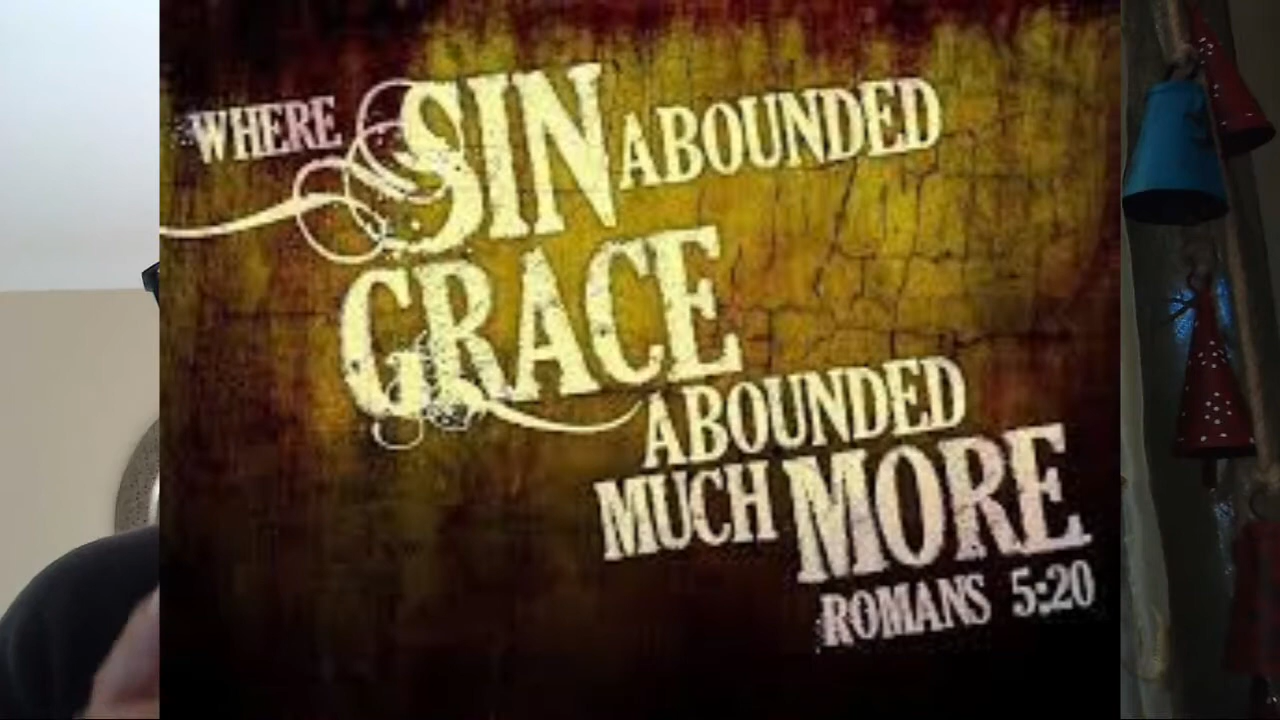 WHERE SIN ABOUNDED
GRACE
ABOUNDED
MUCH MORE
ROMANS 5:20